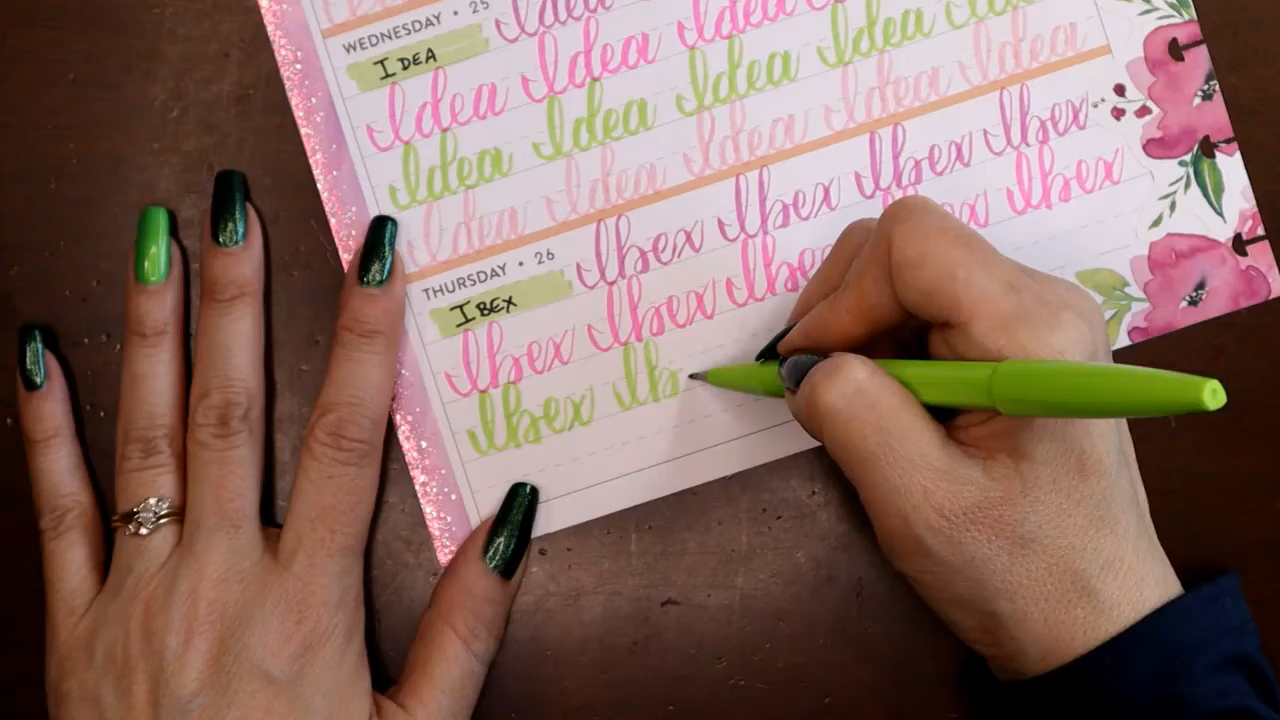 WEDNESDAY • 25 Idea Idea Idea
IDEA
Idea Idea Idea Idea
Idea Idea Idea Idea Idea
Idea Idea Idea Idea Idea
THURSDAY • 26 Ibex Ibex Ibex Ibex
IBEX
Ibex Ibex Ibex Ibex Ibex
Ibex Ib